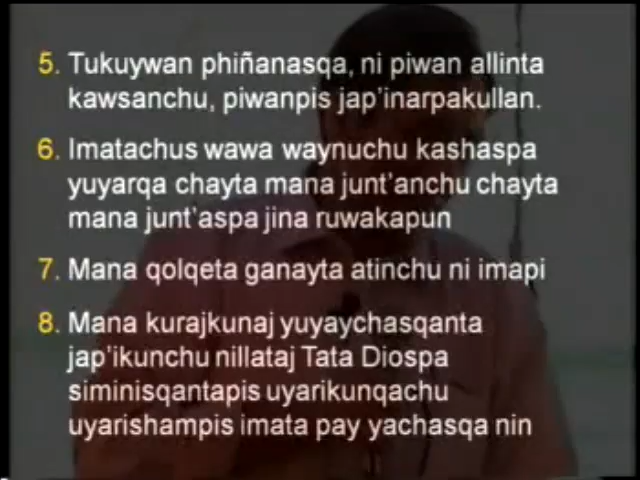 5. Tukuywan phiñanasqa, ni piwan allinta
kawsanchu, piwanpis jap'inarpakullan.
6. Imatachus wawa waynuchu kashaspa
yuyarqa chayta mana junt'anchu chayta
mana junt'aspa jina ruwakapun
7. Mana qolqeta ganayta atinchu ni imapi
8. Mana kurajkunaj yuyaychasqanta
jap'ikunchu nillataj Tata Diospa
siminisqantapis uyarikunqachu
uyarishampis imata pay yachasqa nin